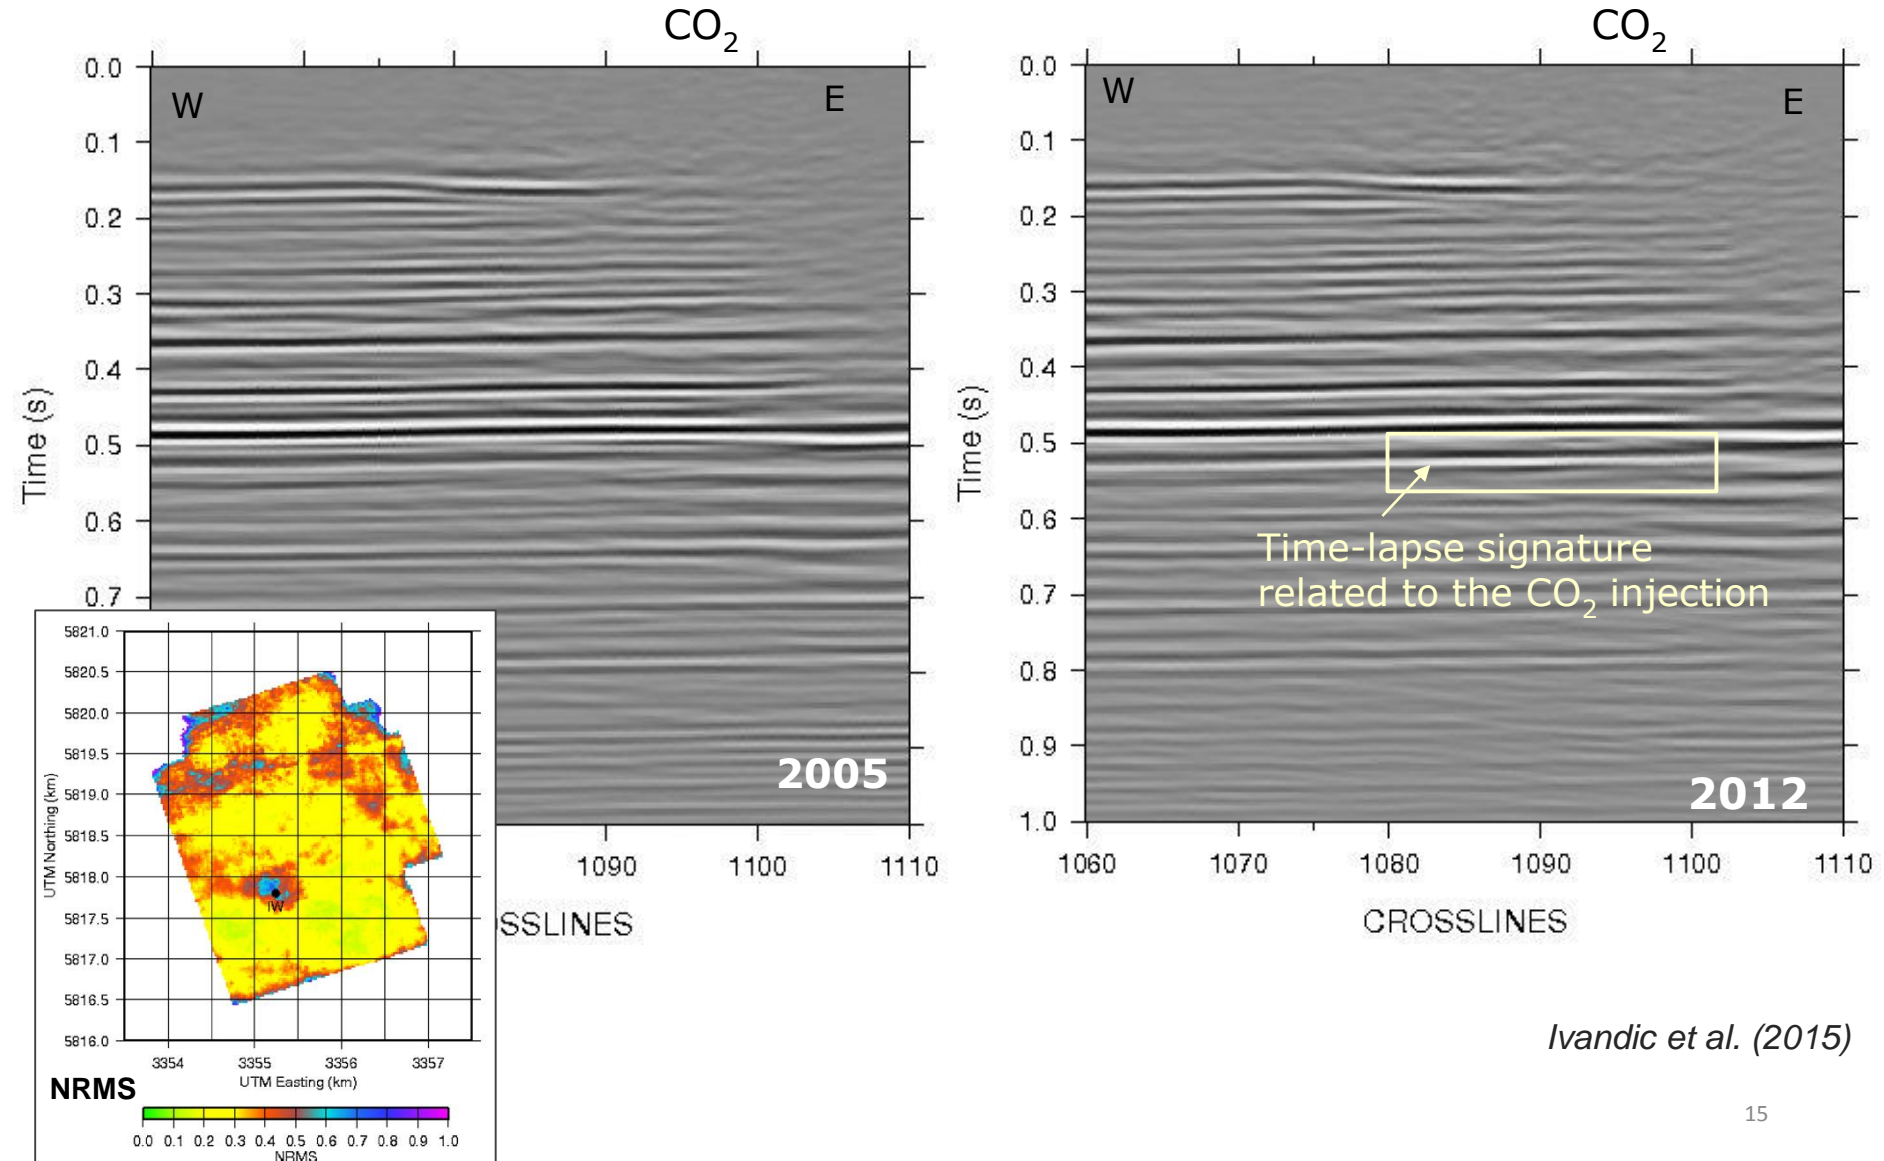 CO2
W
E
0.0
0.1
0.2
0.3
0.4
0.5
0.6
0.7
Time (s)
2005
1090 1100 1110
SSLINES
CO2
W
E
0.0
0.1
0.2
0.3
0.4
0.5
0.6
0.7
0.8
0.9
1.0
Time (s)
Time-lapse signature
related to the CO2 injection
2012
1060 1070 1080 1090 1100 1110
CROSSLINES
5821.0
5820.5
5820.0
5819.5
5819.0
5818.5
5818.0
5817.5
5817.0
5816.5
5816.0
UTM Northing (km)
IW
3354 3355 3356 3357
UTM Easting (km)
NRMS
0.0 0.1 0.2 0.3 0.4 0.5 0.6 0.7 0.8 0.9 1.0
NRMS
Ivandic et al. (2015)
15